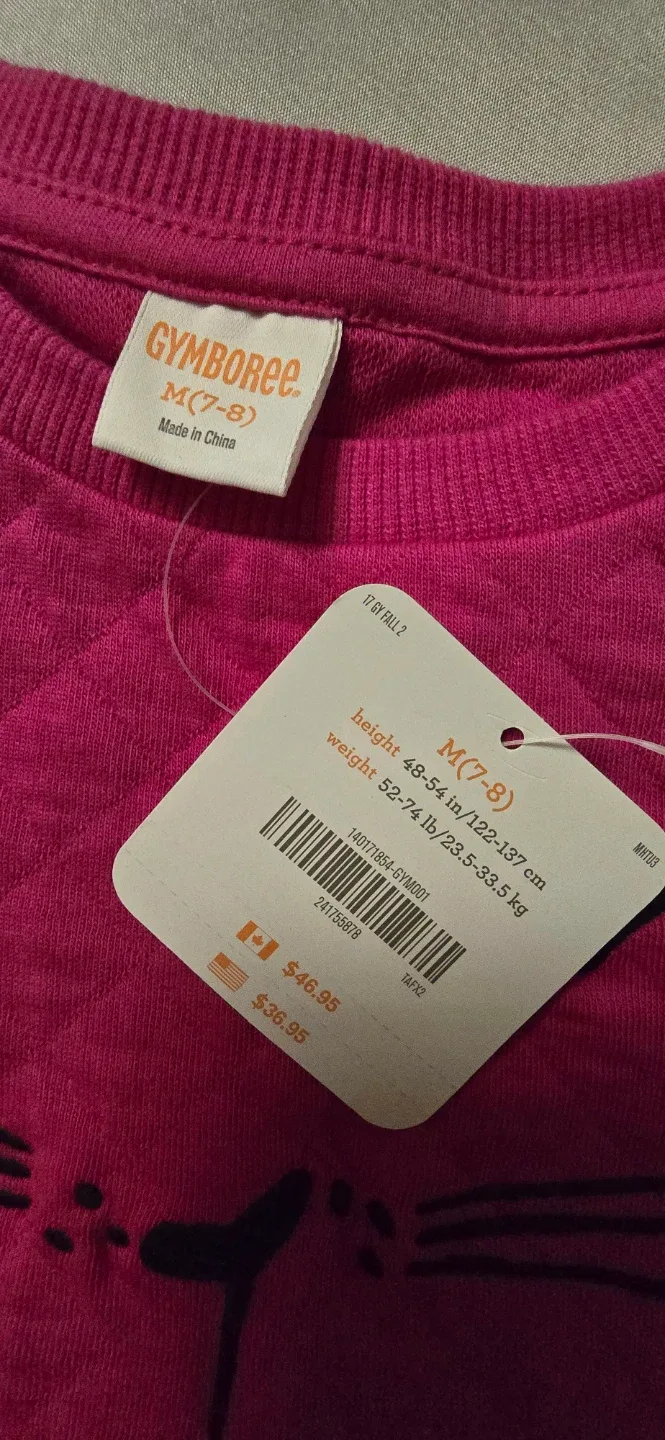 GYMBOREE®
M(7-8)
Made in China
17 GY FALL 2
M(7-8)
height 48-54 in/122-137 cm
weight 52-74 lb/23.5-33.5 kg
MHTU3
140171854-GYM001
241755878
TAFX2
$46.95
$36.95